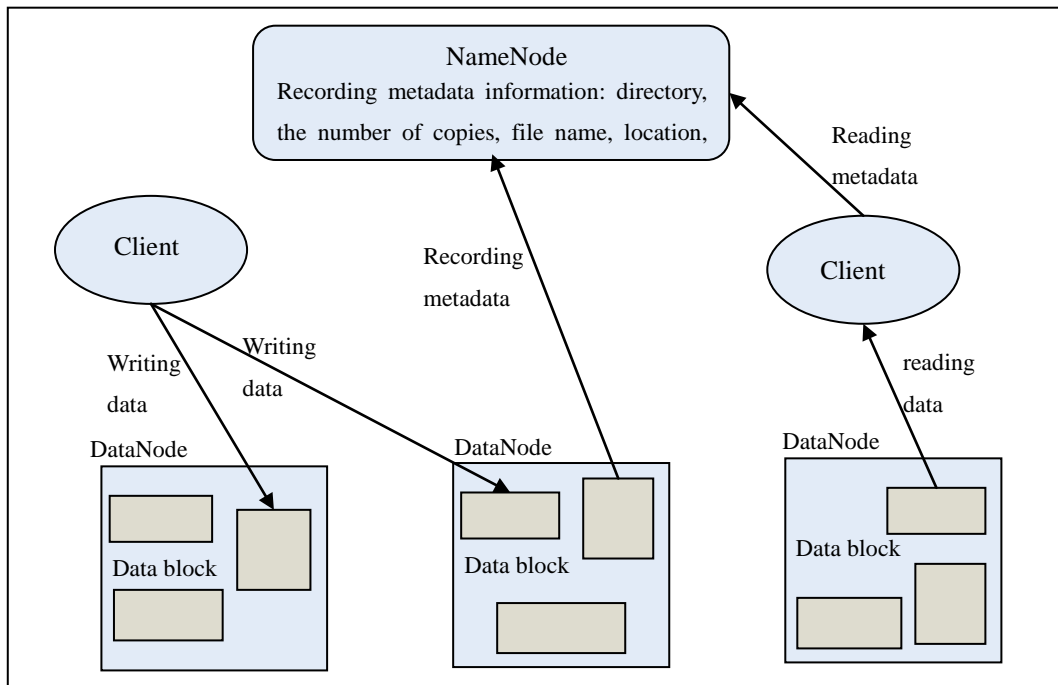 NameNode
Recording metadata information: directory,
the number of copies, file name, location,
Reading
metadata
Client
Recording
metadata
Client
Writing
data
Writing
data
reading
data
DataNode
DataNode
DataNode
Data block
Data block
Data block